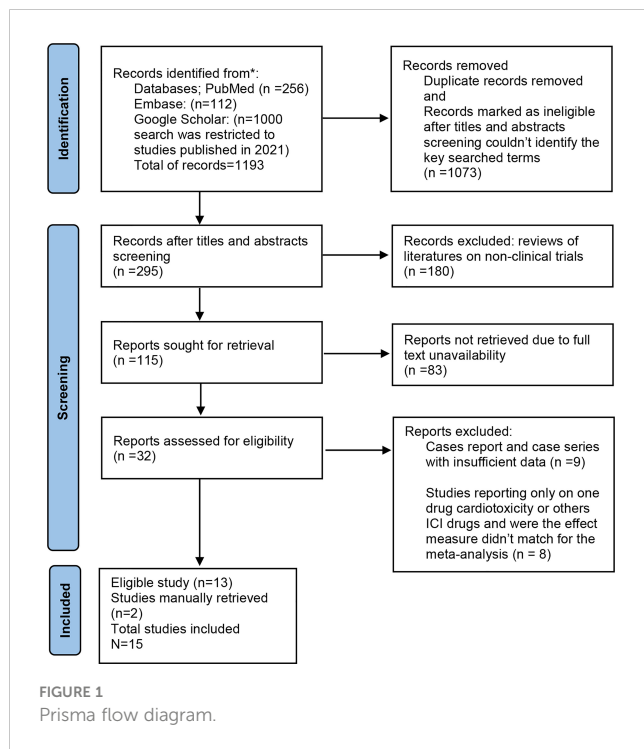 Identification
Records identified from*:
Databases; PubMed (n =256)
Embase: (n=112)
Google Scholar: (n=1000
search was restricted to
studies published in 2021)
Total of records=1193
Records removed
Duplicate records removed
and
Records marked as ineligible
after titles and abstracts
screening couldn't identify the
key searched terms
(n =1073)
Screening
Records after titles and abstracts
screening
(n =295)
Records excluded: reviews of
literatures on non-clinical trials
(n =180)
Reports sought for retrieval
(n =115)
Reports not retrieved due to full
text unavailability
(n =83)
Reports assessed for eligibility
(n =32)
Reports excluded:
Cases report and case series
with insufficient data (n =9)
Studies reporting only on one
drug cardiotoxicity or others
ICI drugs and were the effect
measure didn't match for the
meta-analysis (n = 8)
Included
Eligible study (n=13)
Studies manually retrieved
(n=2)
Total studies included
N=15
FIGURE 1
Prisma flow diagram.